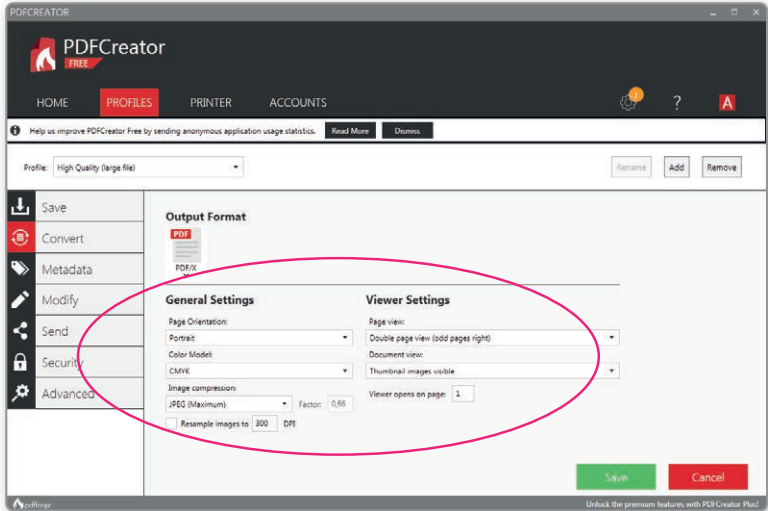 PDFCREATOR
PDFCreator
FREE
HOME PROFILES PRINTER ACCOUNTS ! ? A
Help us improve PDFCreator Free by sending anonymous application usage statistics. Read More Dismiss
Profile: High Quality (large file) Rename Add Remove
Save
Convert
Metadata
Modify
Send
Security
Advanced
Output Format
PDF
PDF/X
General Settings
Page Orientation:
Portrait
Color Model:
CMYK
Image compression:
JPEG (Maximum) Factor: 0,66
Resample images to 300 DPI
Viewer Settings
Page view:
Double page view (odd pages right)
Document view:
Thumbnail images visible
Viewer opens on page: 1
Save Cancel
pdfforge Unlock the premium features with PDFCreator Plus!